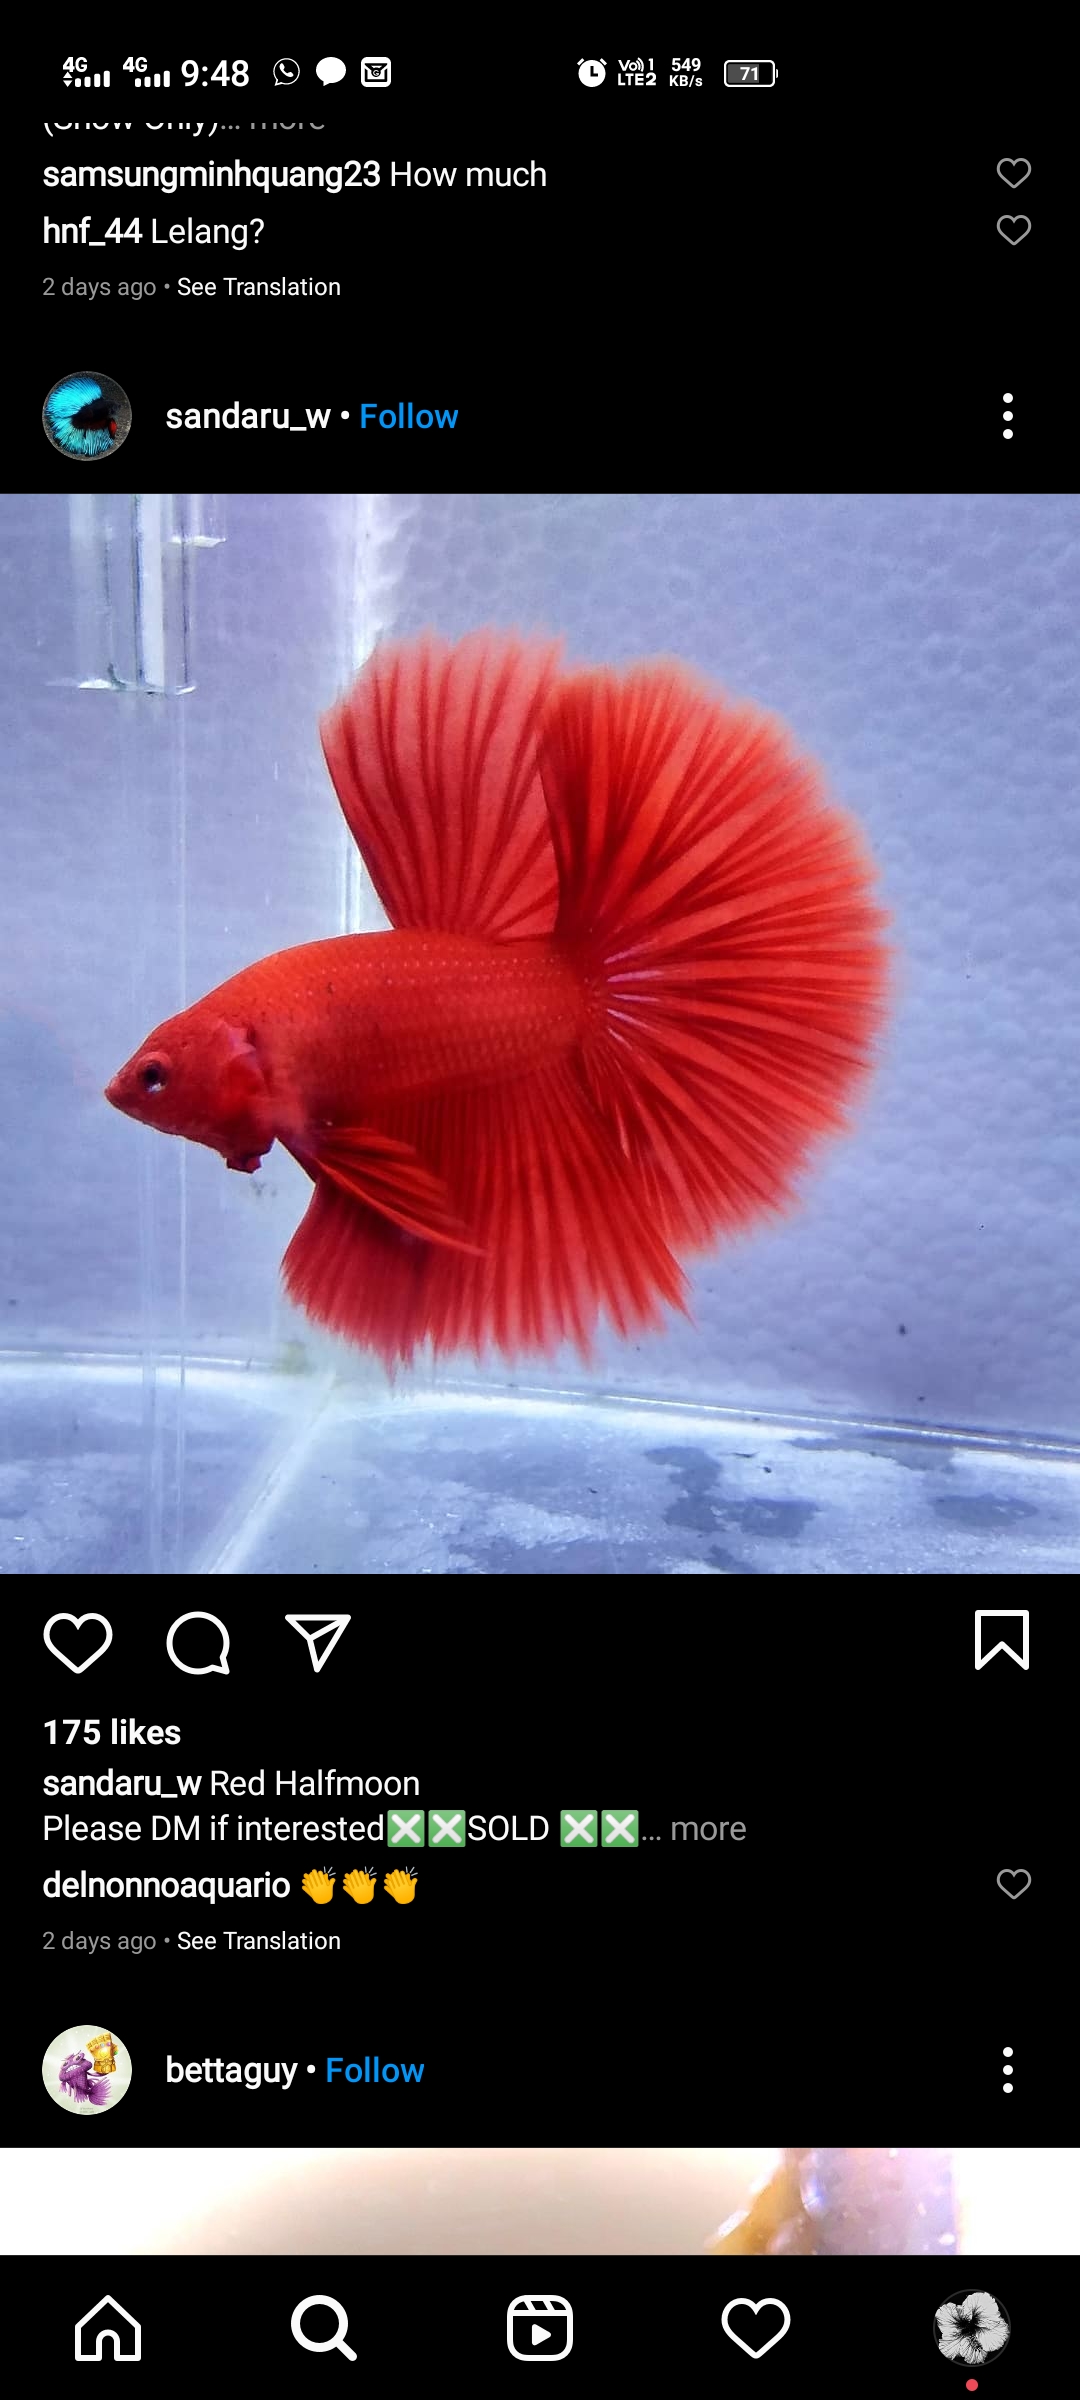 4G 4G 9:48 Vo) 1 LTE2 549 KB/s 71
(Show Only)... more
samsungminhquang23 How much
hnf_44 Lelang?
2 days ago • See Translation
sandaru_w • Follow
175 likes
sandaru_w Red Halfmoon
Please DM if interested❎❎SOLD ❎❎... more
delnonnoaquario 👏👏👏
2 days ago • See Translation
bettaguy • Follow